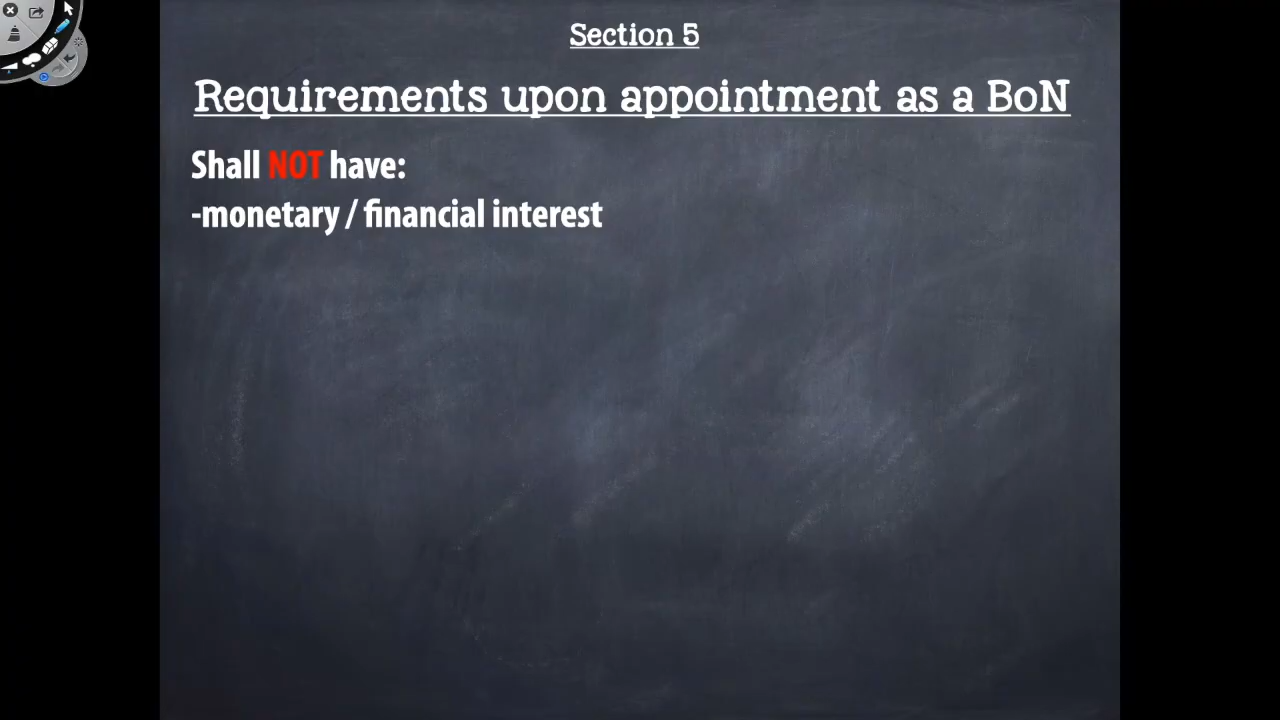 Section 5
Requirements upon appointment as a BoN
Shall NOT have:
-monetary / financial interest